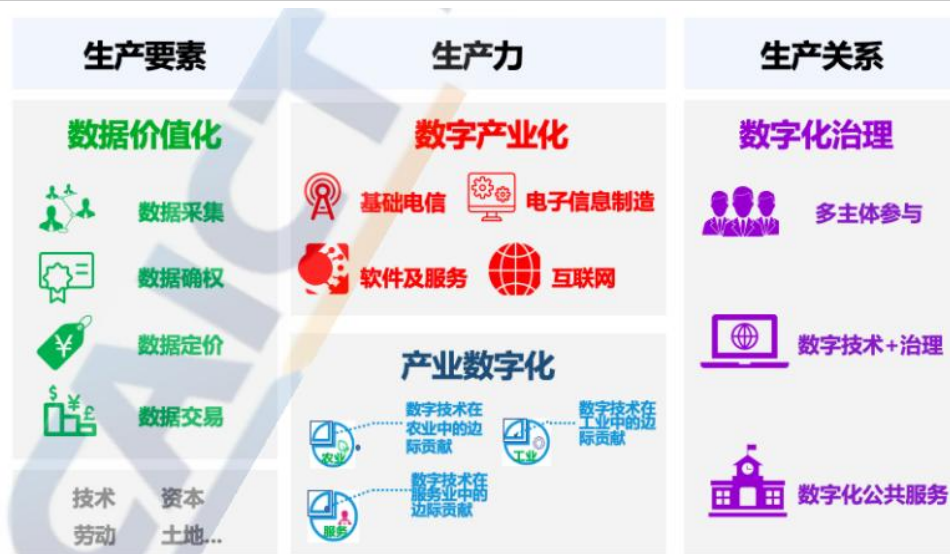 生产要素
生产力
生产关系
数据价值化
数据采集
数据确权
¥
数据定价
$ ¥ £
数据交易
技术 资本
劳动 土地...
数字产业化
基础电信
电子信息制造
软件及服务
互联网
产业数字化
农业
数字技术在
农业中的边
际贡献
工业
数字技术在
工业中的边
际贡献
服务
数字技术在
服务业中的
边际贡献
数字化治理
多主体参与
数字技术+治理
数字化公共服务
CAICT